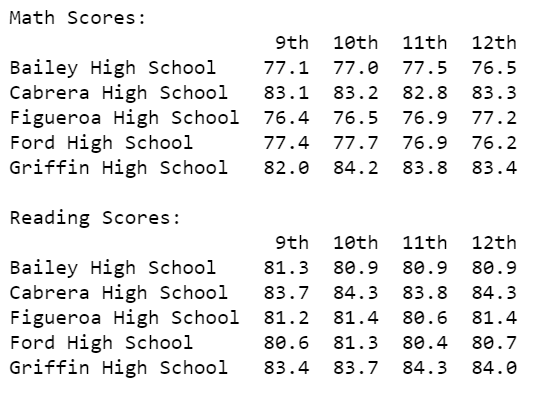 Math Scores:
9th 10th 11th 12th
Bailey High School 77.1 77.0 77.5 76.5
Cabrera High School 83.1 83.2 82.8 83.3
Figueroa High School 76.4 76.5 76.9 77.2
Ford High School 77.4 77.7 76.9 76.2
Griffin High School 82.0 84.2 83.8 83.4
Reading Scores:
9th 10th 11th 12th
Bailey High School 81.3 80.9 80.9 80.9
Cabrera High School 83.7 84.3 83.8 84.3
Figueroa High School 81.2 81.4 80.6 81.4
Ford High School 80.6 81.3 80.4 80.7
Griffin High School 83.4 83.7 84.3 84.0